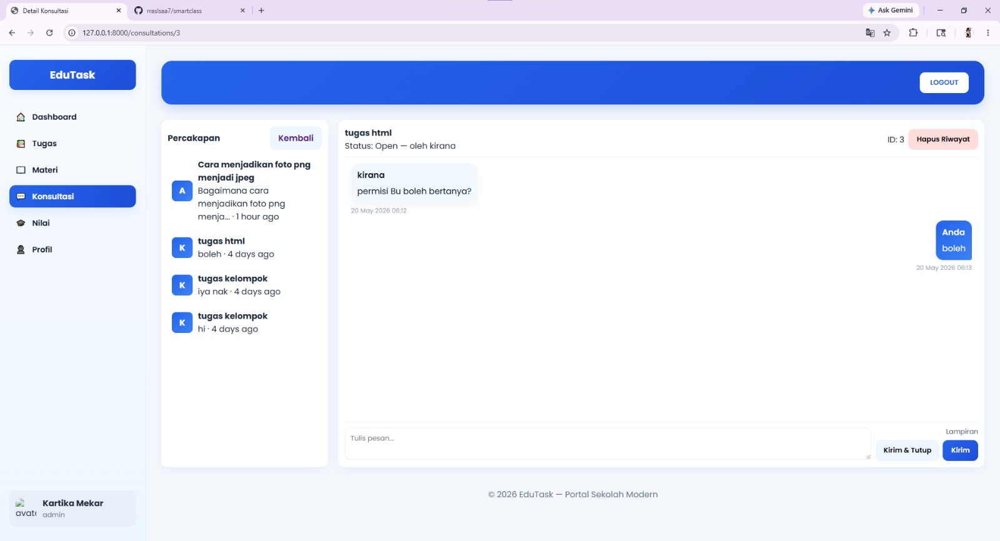 Detail Konsultasi
rraslsaa7/smartclass
Ask Gemini
127.0.0.1:8000/consultations/3
EduTask
Dashboard
Tugas
Materi
Konsultasi
Nilai
Profil
Kartika Mekar
admin
LOGOUT
Percakapan
Kembali
A
Cara menjadikan foto png
menjadi jpeg
Bagaimana cara
menjadikan foto png
menja... · 1 hour ago
K
tugas html
boleh · 4 days ago
K
tugas kelompok
iya nak · 4 days ago
K
tugas kelompok
hi · 4 days ago
tugas html
Status: Open — oleh kirana
ID: 3
Hapus Riwayat
kirana
permisi Bu boleh bertanya?
20 May 2026 06:12
Anda
boleh
20 May 2026 06:13
Tulis pesan...
Lampiran
Kirim & Tutup
Kirim
© 2026 EduTask — Portal Sekolah Modern